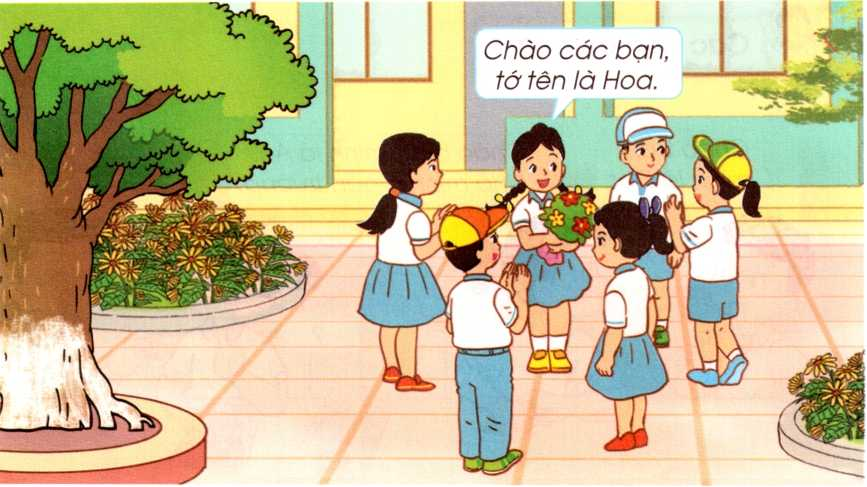 Chào các bạn,
tớ tên là Hoa.